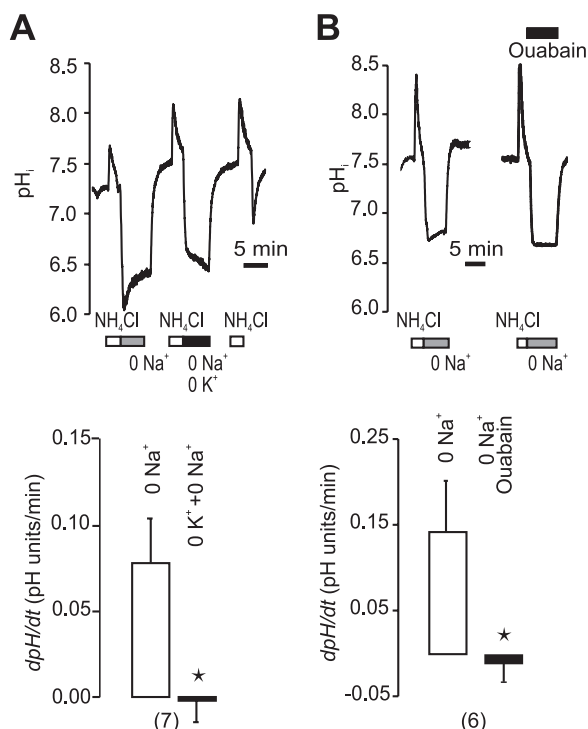 A
8.5
8.0
7.5
7.0
6.5
6.0
pHi
5 min
NH4Cl
0 Na+
NH4Cl
0 Na+
0 K+
NH4Cl
B
Ouabain
8.5
8.0
7.5
7.0
6.5
6.0
pHi
5 min
NH4Cl
0 Na+
NH4Cl
0 Na+
0.15
0.10
0.05
0.00
dpH/dt (pH units/min)
0 Na+
0 K+ +0 Na+
★
(7)
0.25
0.15
0.05
-0.05
dpH/dt (pH units/min)
0 Na+
0 Na+
Ouabain
★
(6)